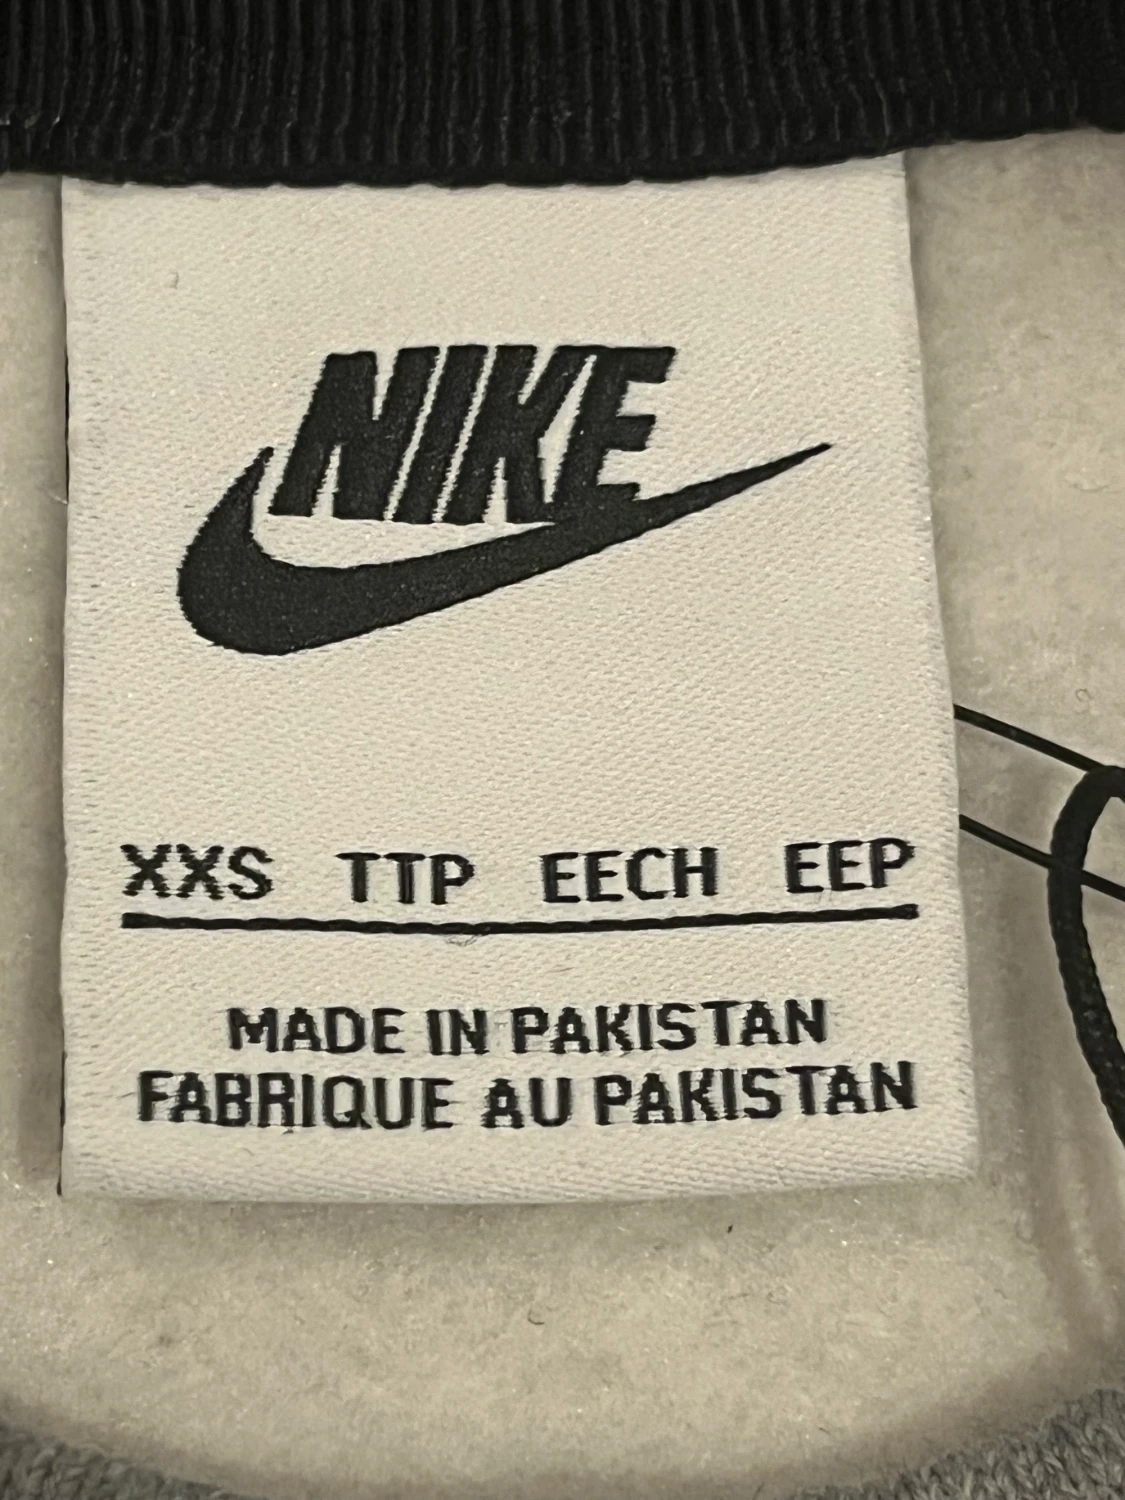 NIKE
XXS TTP EECH EEP
MADE IN PAKISTAN
FABRIQUE AU PAKISTAN